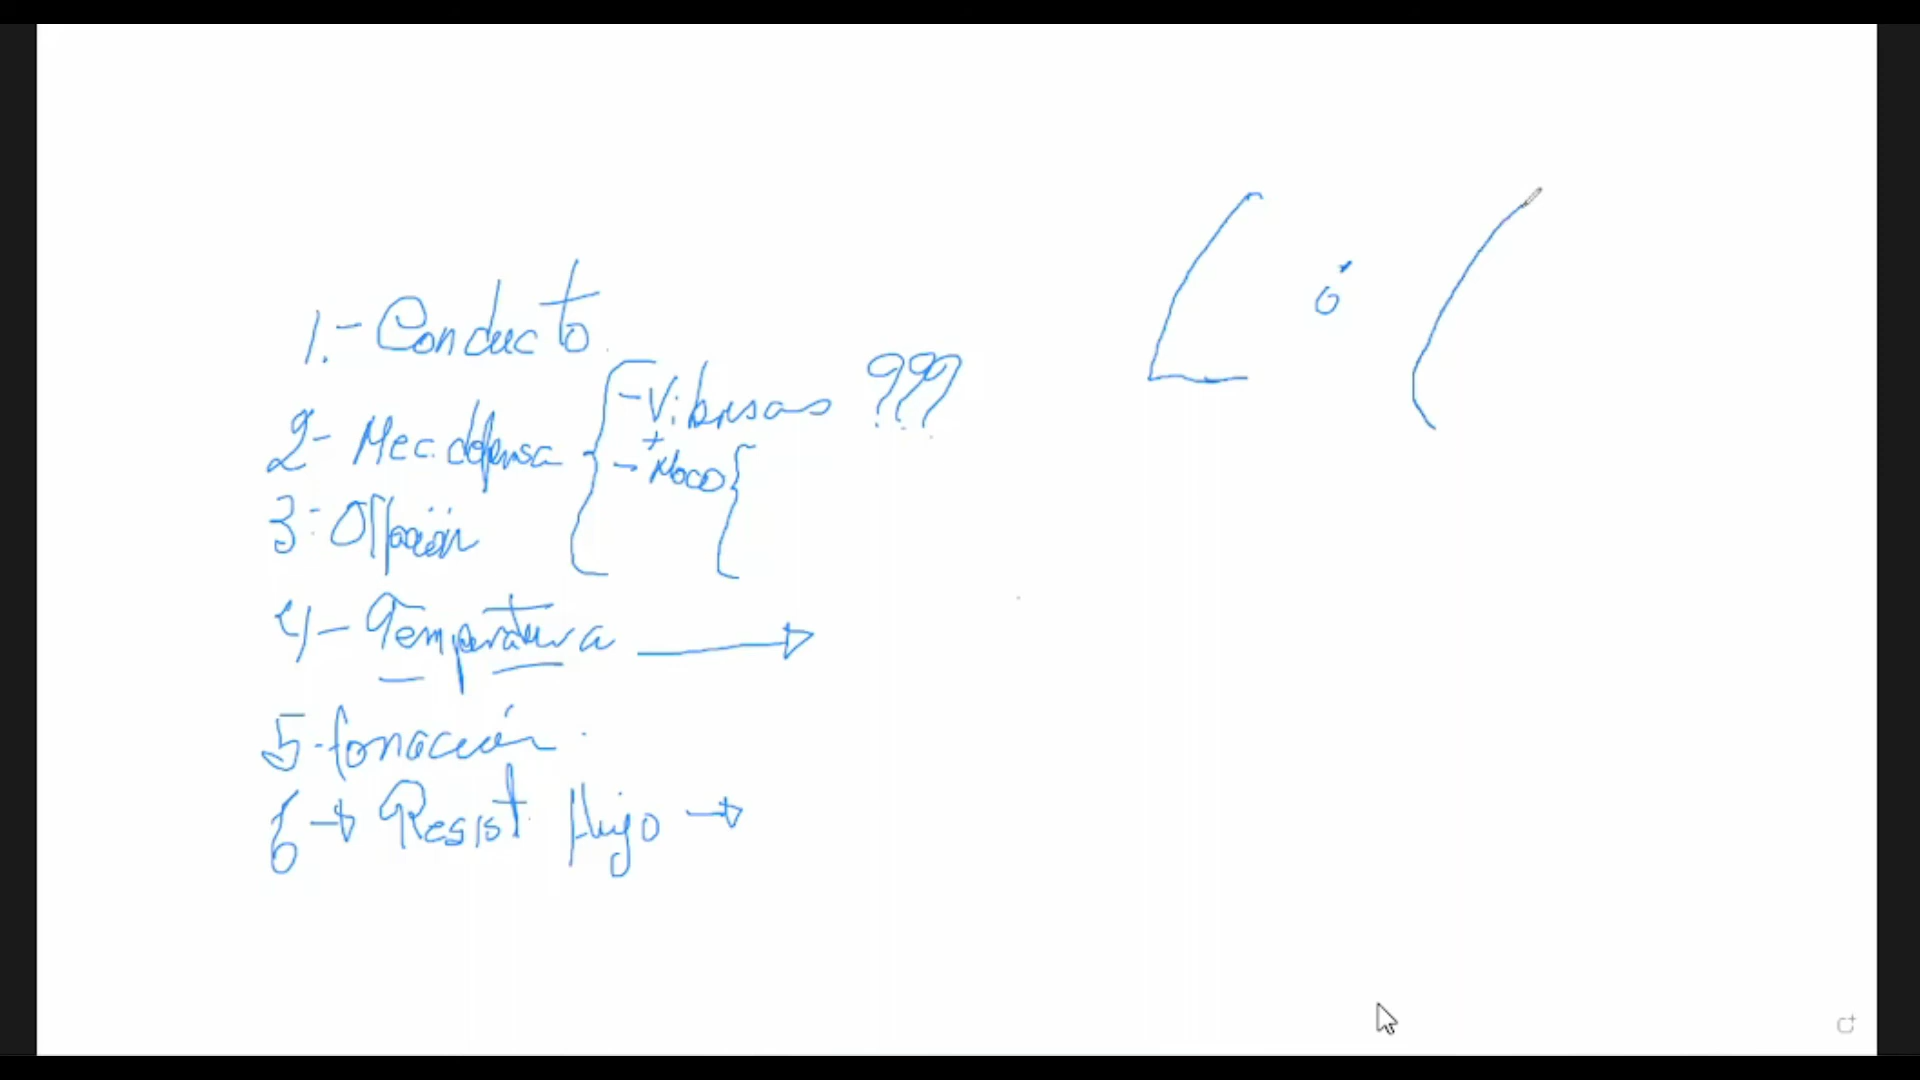 1.- Conducto
2- Mec. defensa { - Vibrisas ???
+
- Moco {
3- Olfación
4- Temperatura →
5- fonación
6 → Resist flujo →
ó